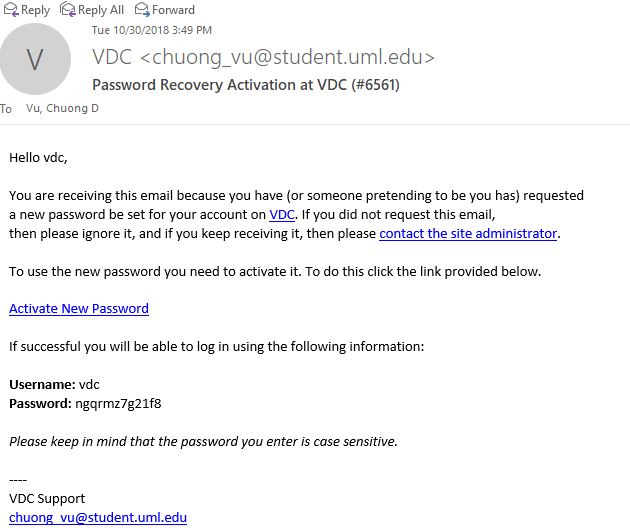 Reply Reply All Forward
Tue 10/30/2018 3:49 PM
V
VDC <chuong_vu@student.uml.edu>
Password Recovery Activation at VDC (#6561)
To Vu, Chuong D
Hello vdc,
You are receiving this email because you have (or someone pretending to be you has) requested
a new password be set for your account on VDC. If you did not request this email,
then please ignore it, and if you keep receiving it, then please contact the site administrator.
To use the new password you need to activate it. To do this click the link provided below.
Activate New Password
If successful you will be able to log in using the following information:
Username: vdc
Password: ngqrmz7g21f8
Please keep in mind that the password you enter is case sensitive.
----
VDC Support
chuong_vu@student.uml.edu